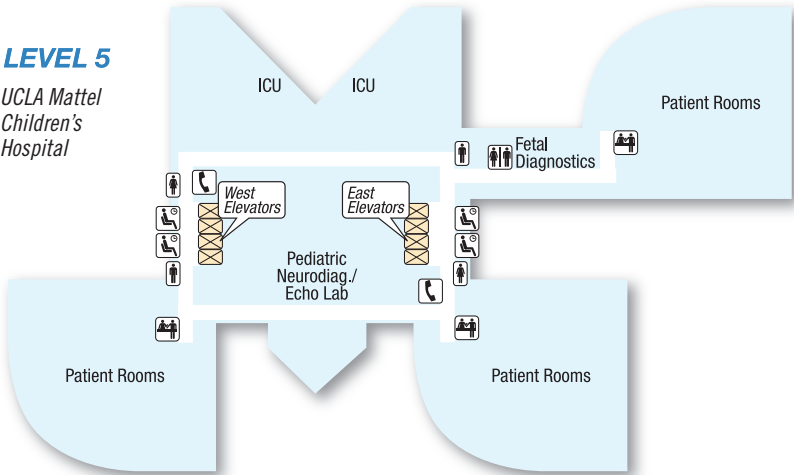 LEVEL 5
UCLA Mattel
Children's
Hospital
ICU
ICU
Patient Rooms
Fetal
Diagnostics
West
Elevators
East
Elevators
Pediatric
Neurodiag./
Echo Lab
Patient Rooms
Patient Rooms